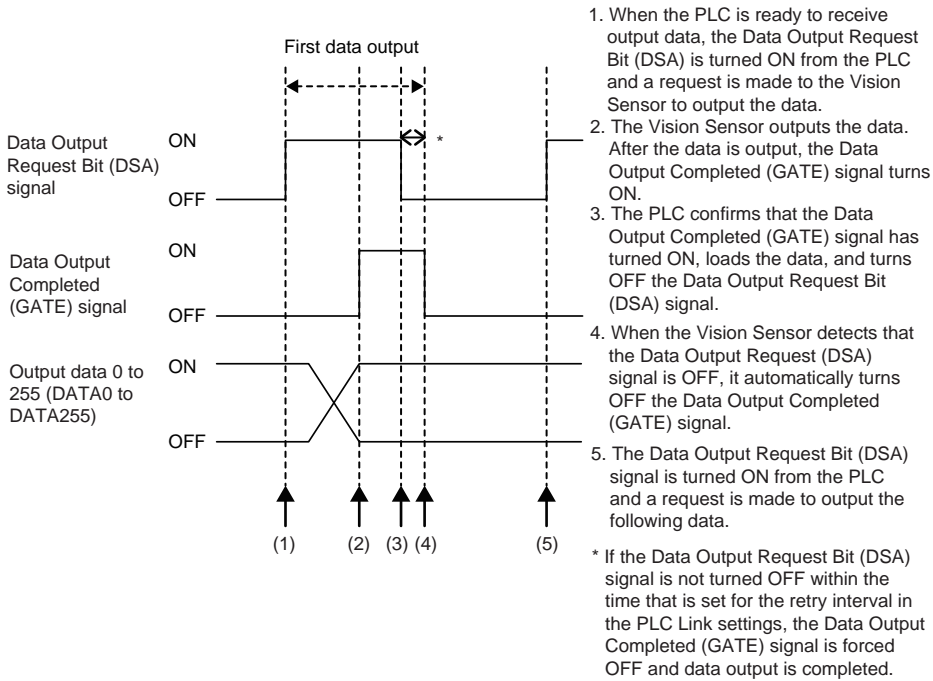 First data output
Data Output
Request Bit (DSA)
signal
ON
OFF
*
Data Output
Completed
(GATE) signal
ON
OFF
Output data 0 to
255 (DATA0 to
DATA255)
ON
OFF
(1)
(2)
(3)
(4)
(5)
1. When the PLC is ready to receive
output data, the Data Output Request
Bit (DSA) is turned ON from the PLC
and a request is made to the Vision
Sensor to output the data.
2. The Vision Sensor outputs the data.
After the data is output, the Data
Output Completed (GATE) signal turns
ON.
3. The PLC confirms that the Data
Output Completed (GATE) signal has
turned ON, loads the data, and turns
OFF the Data Output Request Bit
(DSA) signal.
4. When the Vision Sensor detects that
the Data Output Request (DSA)
signal is OFF, it automatically turns
OFF the Data Output Completed
(GATE) signal.
5. The Data Output Request Bit (DSA)
signal is turned ON from the PLC
and a request is made to output the
following data.
* If the Data Output Request Bit (DSA)
signal is not turned OFF within the
time that is set for the retry interval in
the PLC Link settings, the Data Output
Completed (GATE) signal is forced
OFF and data output is completed.